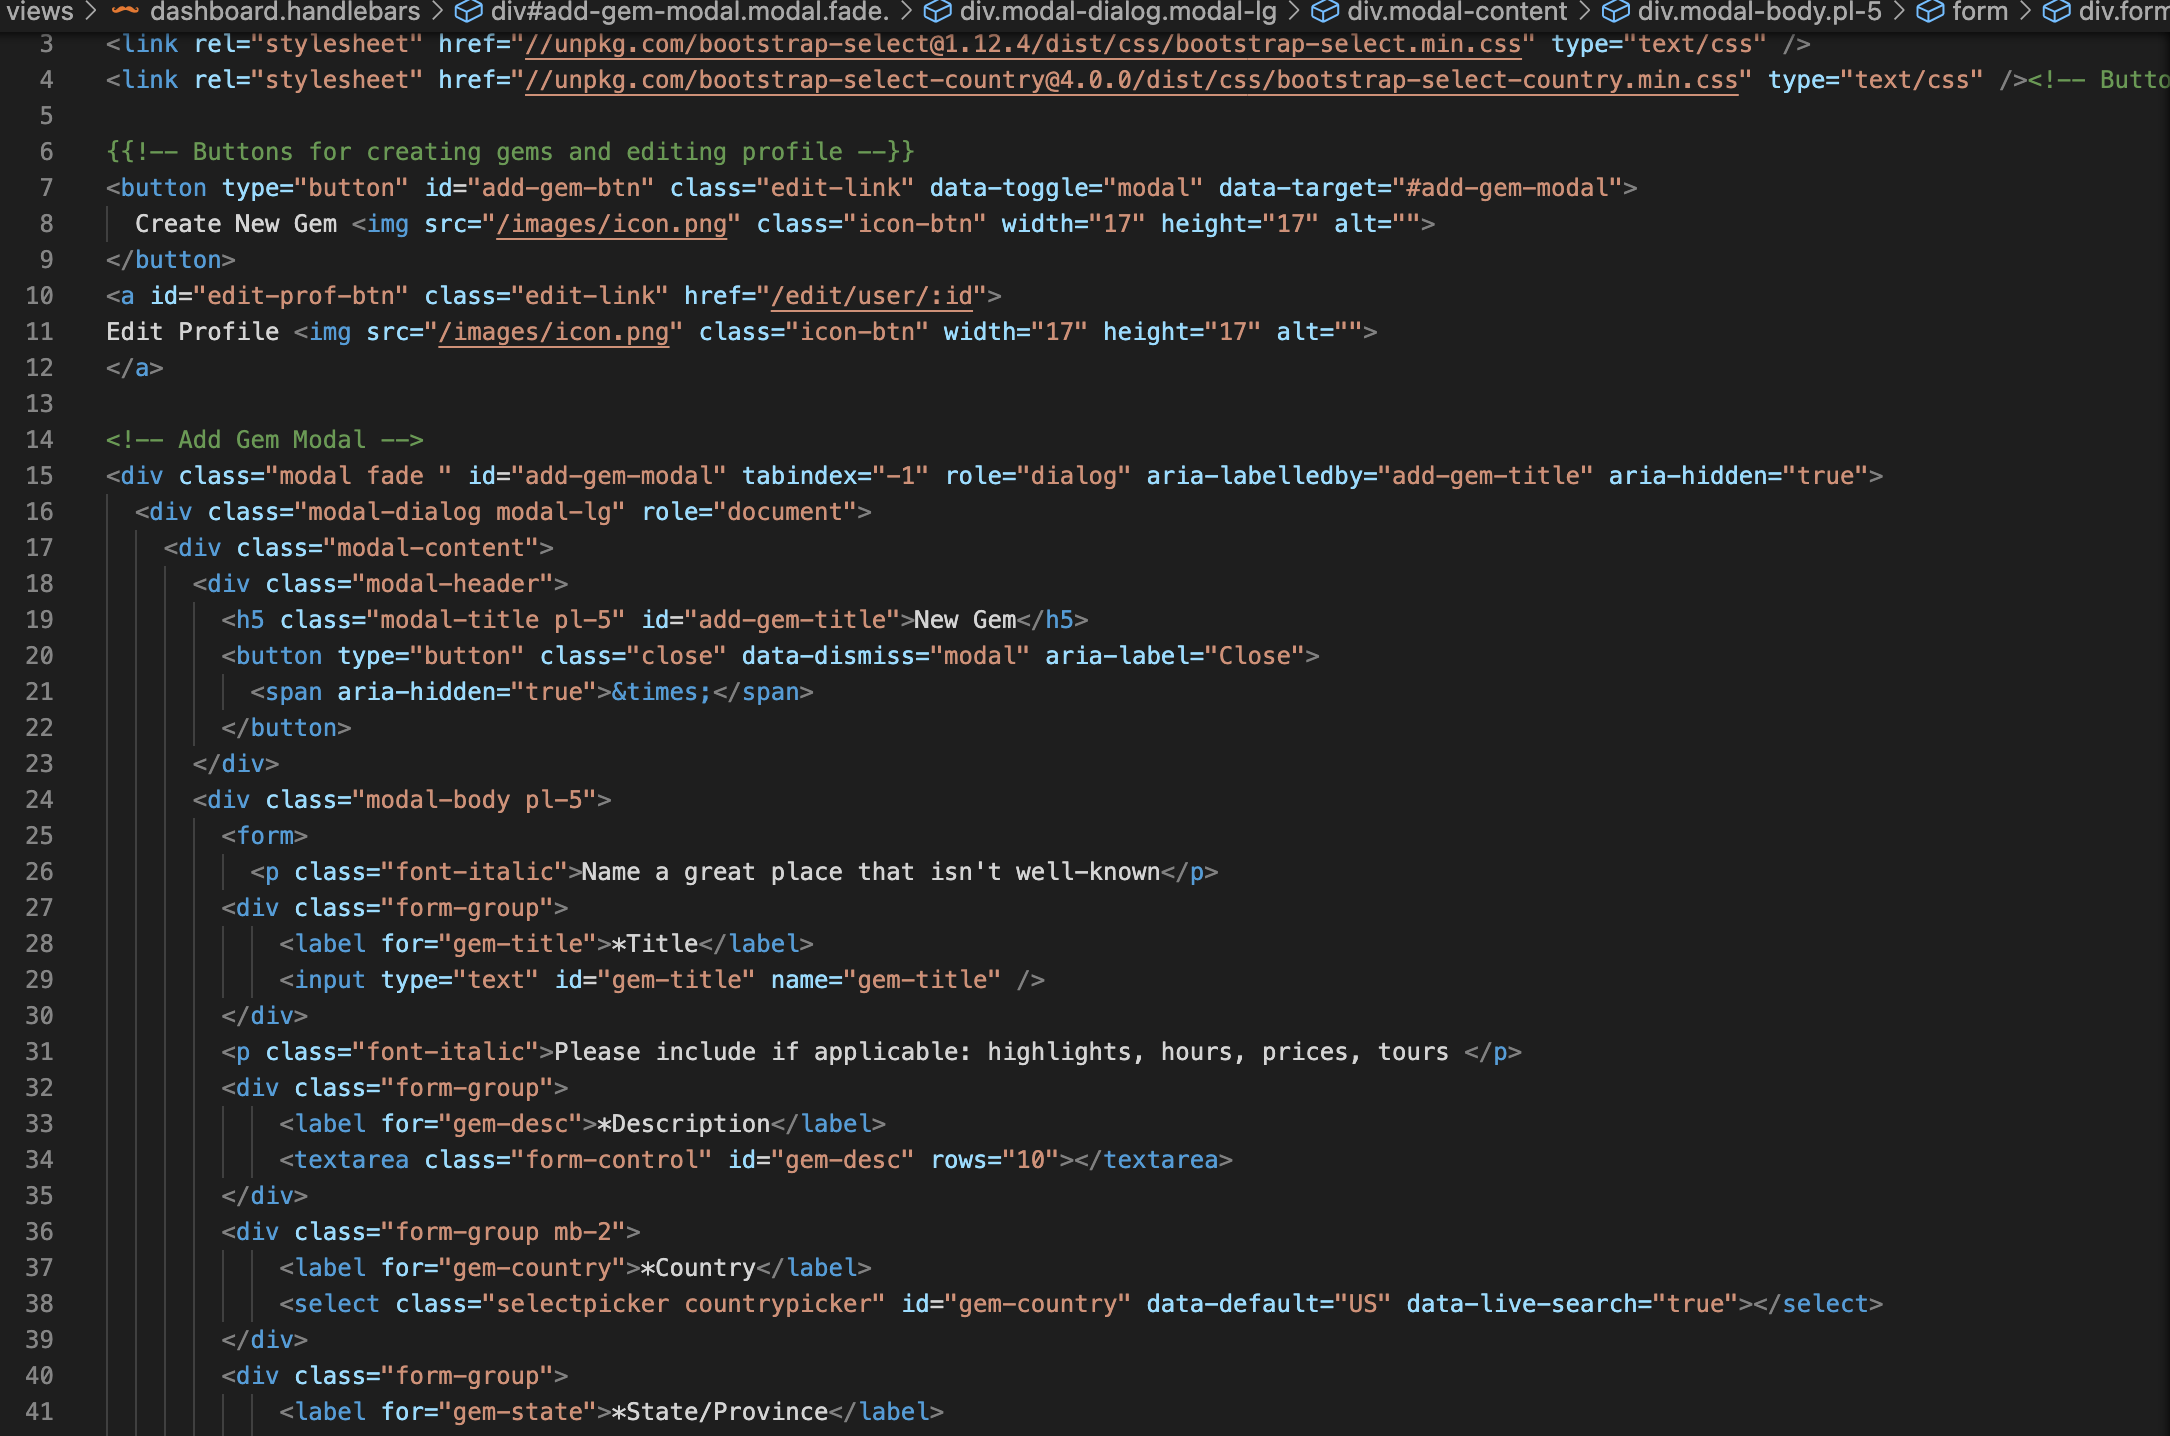 views > dashboard.handlebars > div#add-gem-modal.modal.fade. > div.modal-dialog.modal-lg > div.modal-content > div.modal-body.pl-5 > form > div.form
3 <link rel="stylesheet" href="//unpkg.com/bootstrap-select@1.12.4/dist/css/bootstrap-select.min.css" type="text/css" />
4 <link rel="stylesheet" href="//unpkg.com/bootstrap-select-country@4.0.0/dist/css/bootstrap-select-country.min.css" type="text/css" /><!-- Butto
5
6 {{!-- Buttons for creating gems and editing profile --}}
7 <button type="button" id="add-gem-btn" class="edit-link" data-toggle="modal" data-target="#add-gem-modal">
8   Create New Gem <img src="/images/icon.png" class="icon-btn" width="17" height="17" alt="">
9 </button>
10 <a id="edit-prof-btn" class="edit-link" href="/edit/user/:id">
11 Edit Profile <img src="/images/icon.png" class="icon-btn" width="17" height="17" alt="">
12 </a>
13
14 <!-- Add Gem Modal -->
15 <div class="modal fade " id="add-gem-modal" tabindex="-1" role="dialog" aria-labelledby="add-gem-title" aria-hidden="true">
16   <div class="modal-dialog modal-lg" role="document">
17     <div class="modal-content">
18       <div class="modal-header">
19         <h5 class="modal-title pl-5" id="add-gem-title">New Gem</h5>
20         <button type="button" class="close" data-dismiss="modal" aria-label="Close">
21           <span aria-hidden="true">&times;</span>
22         </button>
23       </div>
24       <div class="modal-body pl-5">
25         <form>
26           <p class="font-italic">Name a great place that isn't well-known</p>
27         <div class="form-group">
28             <label for="gem-title">*Title</label>
29             <input type="text" id="gem-title" name="gem-title" />
30         </div>
31         <p class="font-italic">Please include if applicable: highlights, hours, prices, tours </p>
32         <div class="form-group">
33             <label for="gem-desc">*Description</label>
34             <textarea class="form-control" id="gem-desc" rows="10"></textarea>
35         </div>
36         <div class="form-group mb-2">
37             <label for="gem-country">*Country</label>
38             <select class="selectpicker countrypicker" id="gem-country" data-default="US" data-live-search="true"></select>
39         </div>
40         <div class="form-group">
41             <label for="gem-state">*State/Province</label>